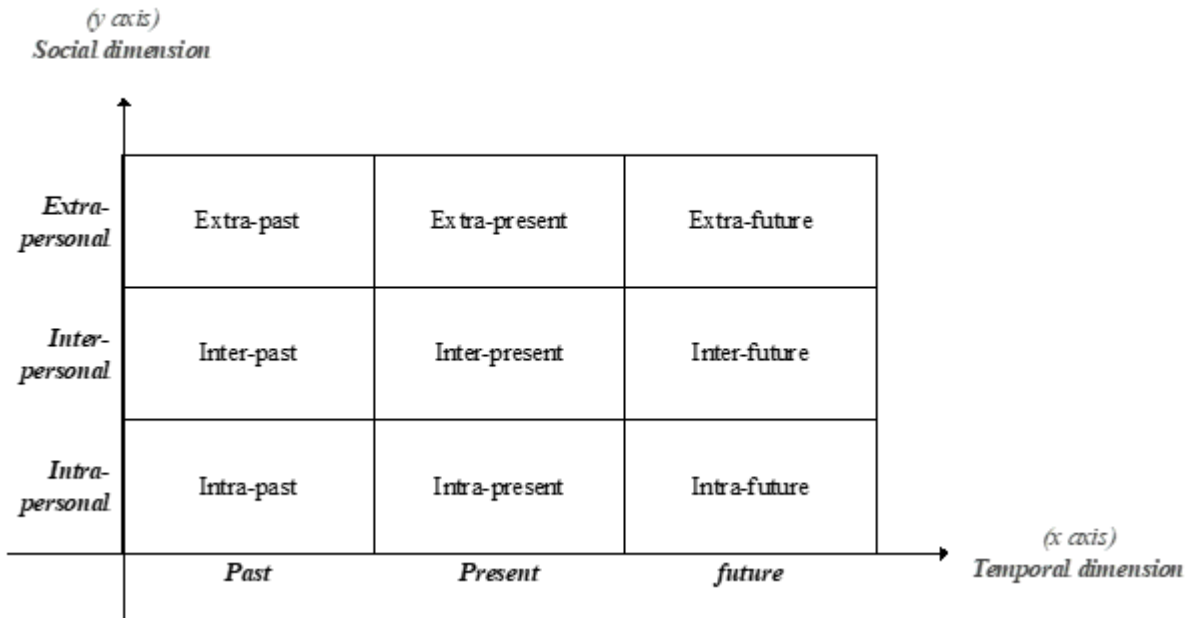 (y axis)
Social dimension
Extra-
personal
Extra-past
Extra-present
Extra-future
Inter-
personal
Inter-past
Inter-present
Inter-future
Intra-
personal
Intra-past
Intra-present
Intra-future
Past
Present
future
(x axis)
Temporal dimension